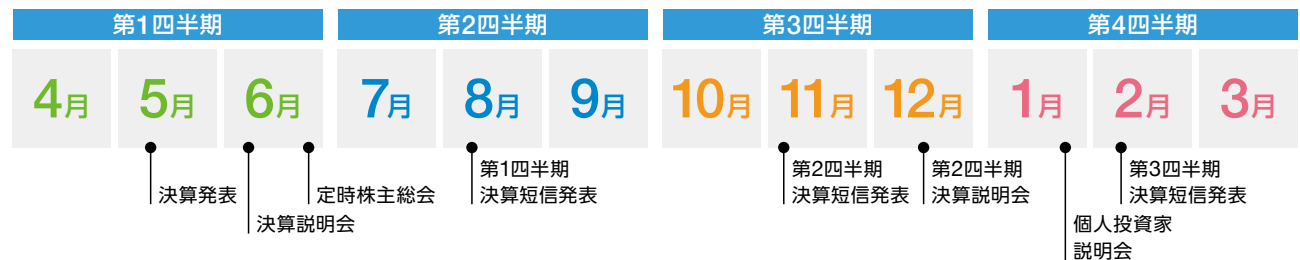 第1四半期
第2四半期
第3四半期
第4四半期
4月
5月
6月
7月
8月
9月
10月
11月
12月
1月
2月
3月
決算発表
決算説明会
定時株主総会
第1四半期
決算短信発表
第2四半期
決算短信発表
第2四半期
決算説明会
個人投資家
説明会
第3四半期
決算短信発表